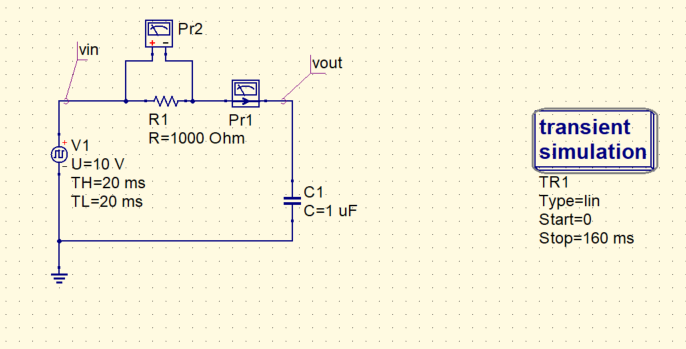 Pr2
vin
vout
R1
R=1000 Ohm
Pr1
V1
U=10 V
TH=20 ms
TL=20 ms
C1
C=1 uF
transient
simulation
TR1
Type=lin
Start=0
Stop=160 ms